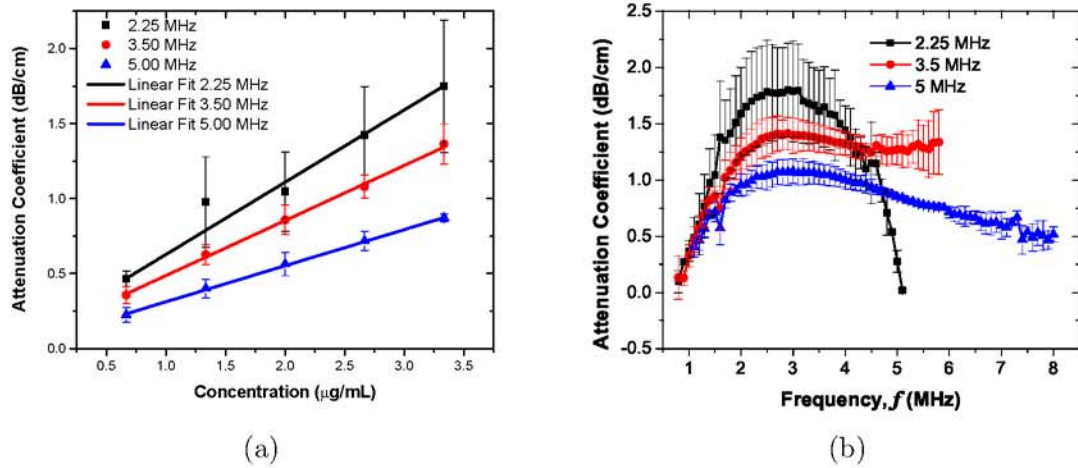 2.25 MHz
3.50 MHz
5.00 MHz
Linear Fit 2.25 MHz
Linear Fit 3.50 MHz
Linear Fit 5.00 MHz
Attenuation Coefficient (dB/cm)
2.0
1.5
1.0
0.5
0.0
0.5 1.0 1.5 2.0 2.5 3.0 3.5
Concentration (μg/mL)
(a)
2.25 MHz
3.5 MHz
5 MHz
Attenuation Coefficient (dB/cm)
2.5
2.0
1.5
1.0
0.5
0.0
-0.5
1 2 3 4 5 6 7 8
Frequency, f (MHz)
(b)